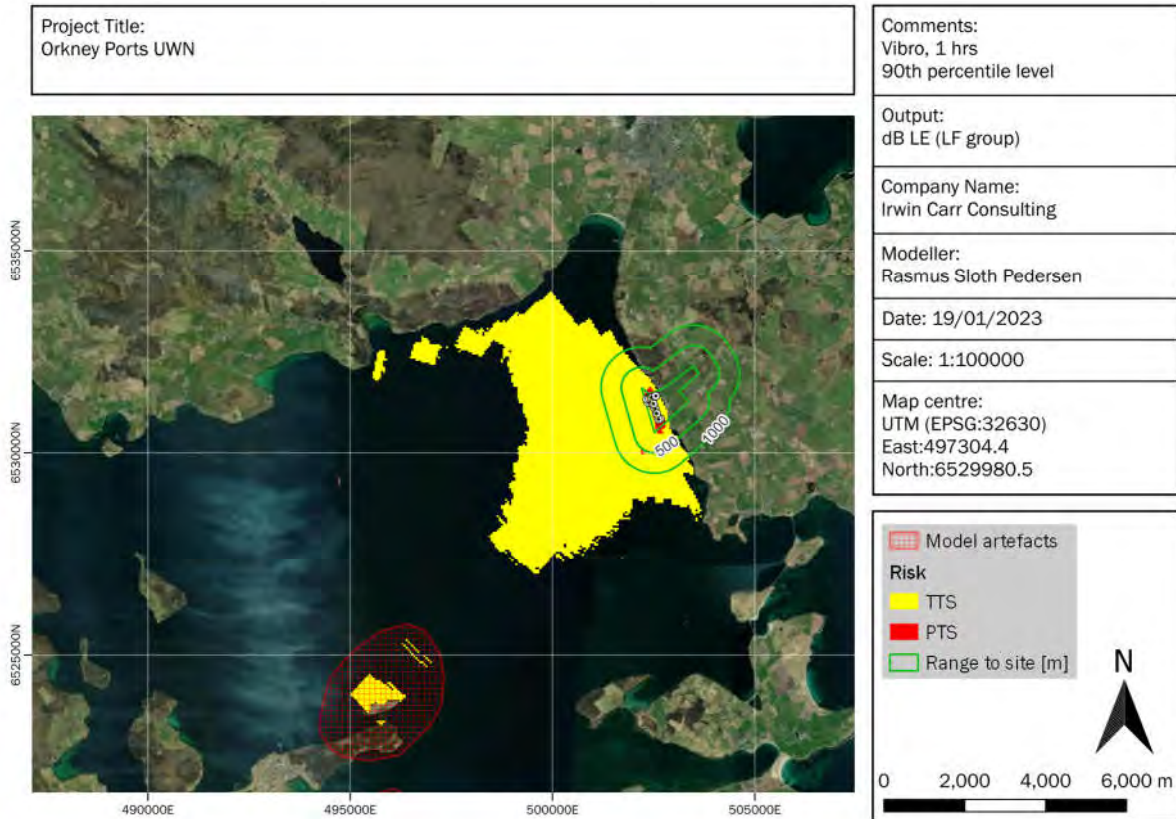 Project Title:
Orkney Ports UWN
Comments:
Vibro, 1 hrs
90th percentile level
Output:
dB LE (LF group)
Company Name:
Irwin Carr Consulting
Modeller:
Rasmus Sloth Pedersen
Date: 19/01/2023
Scale: 1:100000
Map centre:
UTM (EPSG:32630)
East:497304.4
North:6529980.5
6535000N
6530000N
6525000N
490000E
495000E
500000E
505000E
500
1000
Model artefacts
Risk
TTS
PTS
Range to site [m]
N
0 2,000 4,000 6,000 m